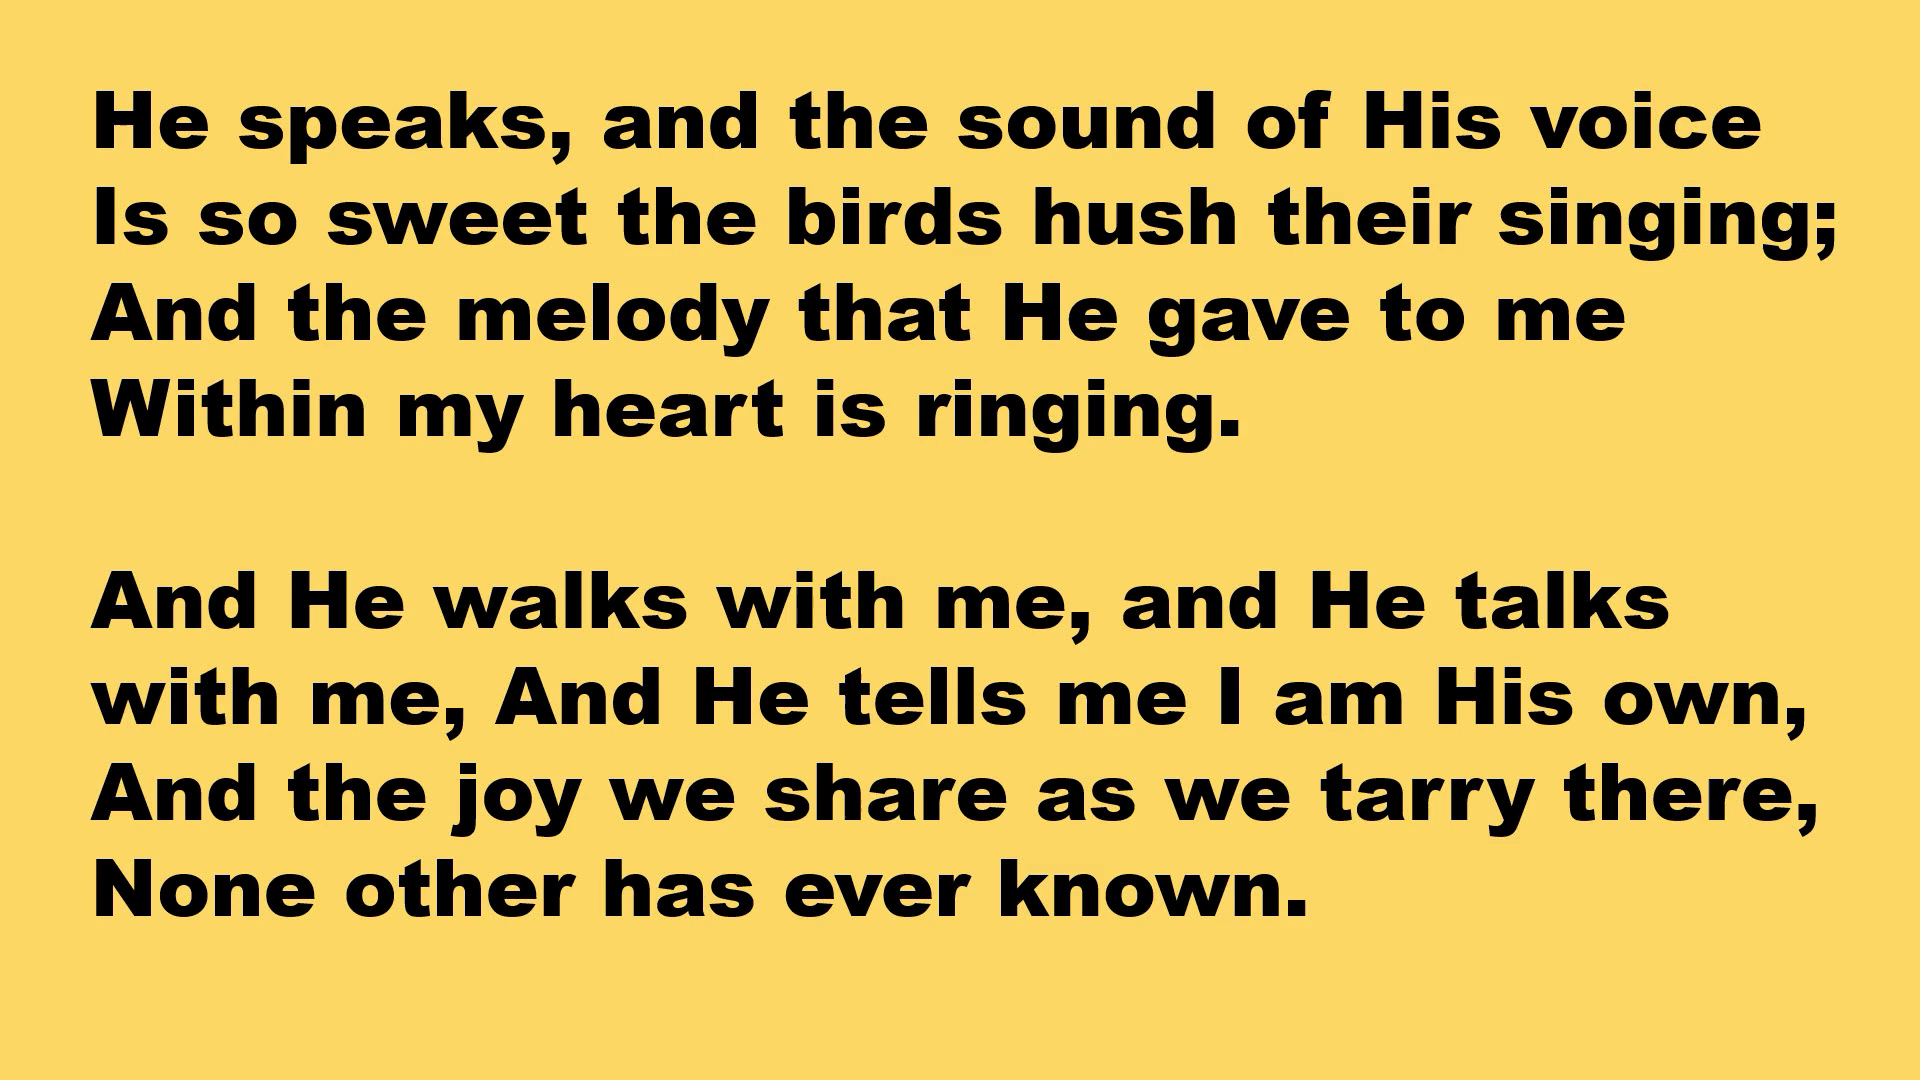 He speaks, and the sound of His voice
Is so sweet the birds hush their singing;
And the melody that He gave to me
Within my heart is ringing.

And He walks with me, and He talks
with me, And He tells me I am His own,
And the joy we share as we tarry there,
None other has ever known.